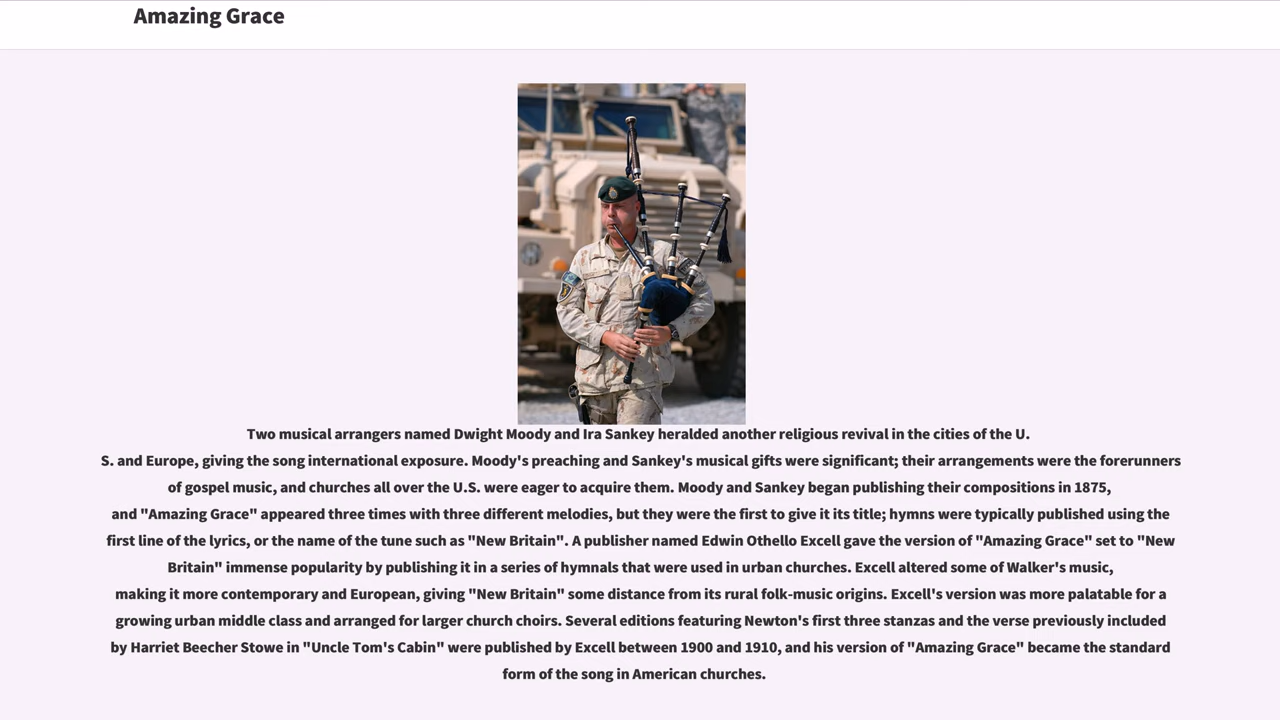 Amazing Grace
Two musical arrangers named Dwight Moody and Ira Sankey heralded another religious revival in the cities of the U.
S. and Europe, giving the song international exposure. Moody's preaching and Sankey's musical gifts were significant; their arrangements were the forerunners
of gospel music, and churches all over the U.S. were eager to acquire them. Moody and Sankey began publishing their compositions in 1875,
and "Amazing Grace" appeared three times with three different melodies, but they were the first to give it its title; hymns were typically published using the
first line of the lyrics, or the name of the tune such as "New Britain". A publisher named Edwin Othello Excell gave the version of "Amazing Grace" set to "New
Britain" immense popularity by publishing it in a series of hymnals that were used in urban churches. Excell altered some of Walker's music,
making it more contemporary and European, giving "New Britain" some distance from its rural folk-music origins. Excell's version was more palatable for a
growing urban middle class and arranged for larger church choirs. Several editions featuring Newton's first three stanzas and the verse previously included
by Harriet Beecher Stowe in "Uncle Tom's Cabin" were published by Excell between 1900 and 1910, and his version of "Amazing Grace" became the standard
form of the song in American churches.